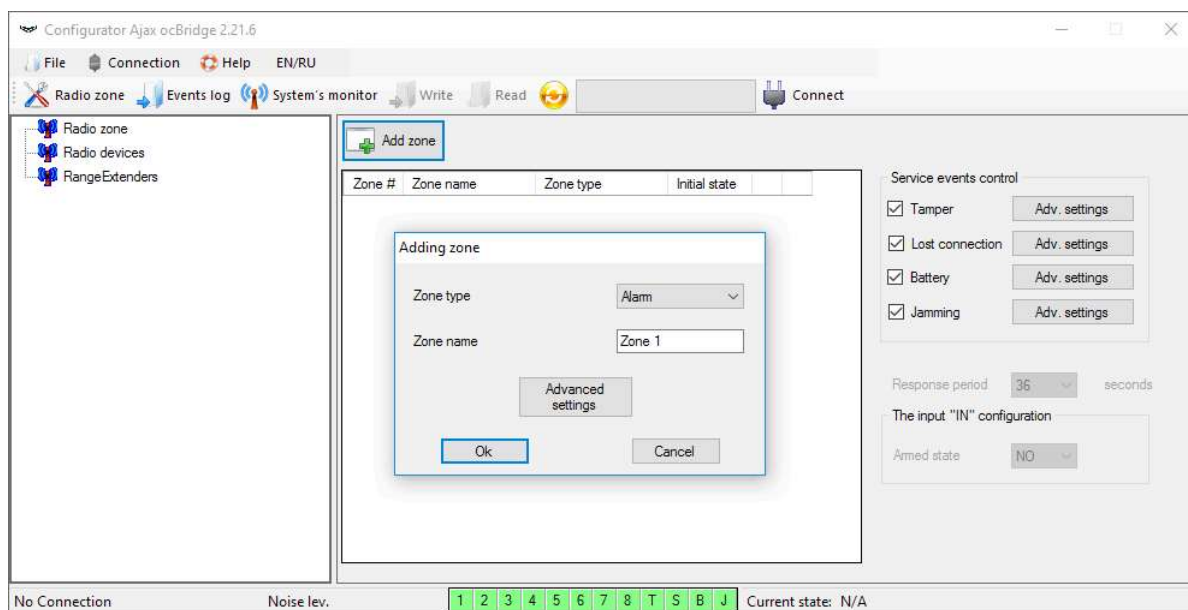 Configurator Ajax ocBridge 2.21.6
File Connection Help EN/RU
Radio zone Events log System's monitor Write Read Connect
Radio zone
Radio devices
RangeExtenders
Add zone
Zone # Zone name Zone type Initial state
Adding zone
Zone type Alarm
Zone name Zone 1
Advanced
settings
Ok Cancel
Service events control
Tamper Adv. settings
Lost connection Adv. settings
Battery Adv. settings
Jamming Adv. settings
Response period 36 seconds
The input "IN" configuration
Armed state NO
No Connection Noise lev. 1 2 3 4 5 6 7 8 T S B J Current state: N/A